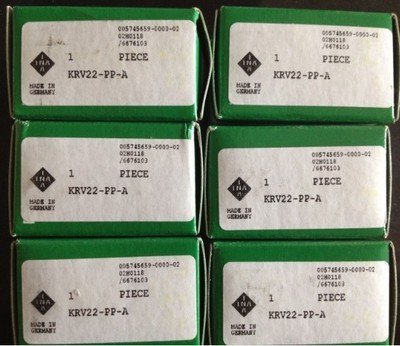 005745659-0000-02
02H0118
/6676103
INA
1 PIECE
KRV22-PP-A
MADE IN
GERMANY
005745659-0000-02
02H0118
/6676103
INA
1 PIECE
KRV22-PP-A
MADE IN
GERMANY
005745659-0000-02
02H0118
/6676103
INA
1 PIECE
KRV22-PP-A
MADE IN
GERMANY
005745659-0000-02
02H0118
/6676103
INA
1 PIECE
KRV22-PP-A
MADE IN
GERMANY
005745659-0000-02
02H0118
/6676103
INA
1 PIECE
KRV22-PP-A
MADE IN
GERMANY
005745659-0000-02
02H0118
/6676103
INA
1 PIECE
KRV22-PP-A
MADE IN
GERMANY